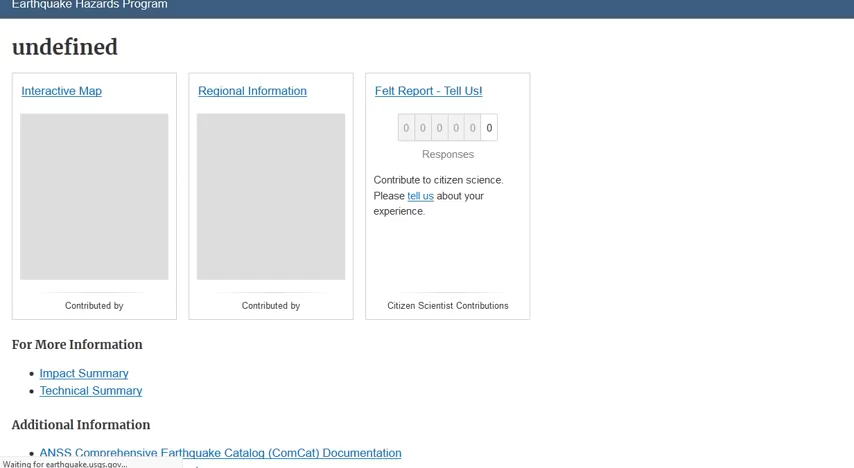 Earthquake Hazards Program
undefined
Interactive Map
Contributed by
Regional Information
Contributed by
Felt Report - Tell Us!
0 0 0 0 0 0
Responses
Contribute to citizen science.
Please tell us about your
experience.
Citizen Scientist Contributions
For More Information
Impact Summary
Technical Summary
Additional Information
ANSS Comprehensive Earthquake Catalog (ComCat) Documentation
Waiting for earthquake.usgs.gov...